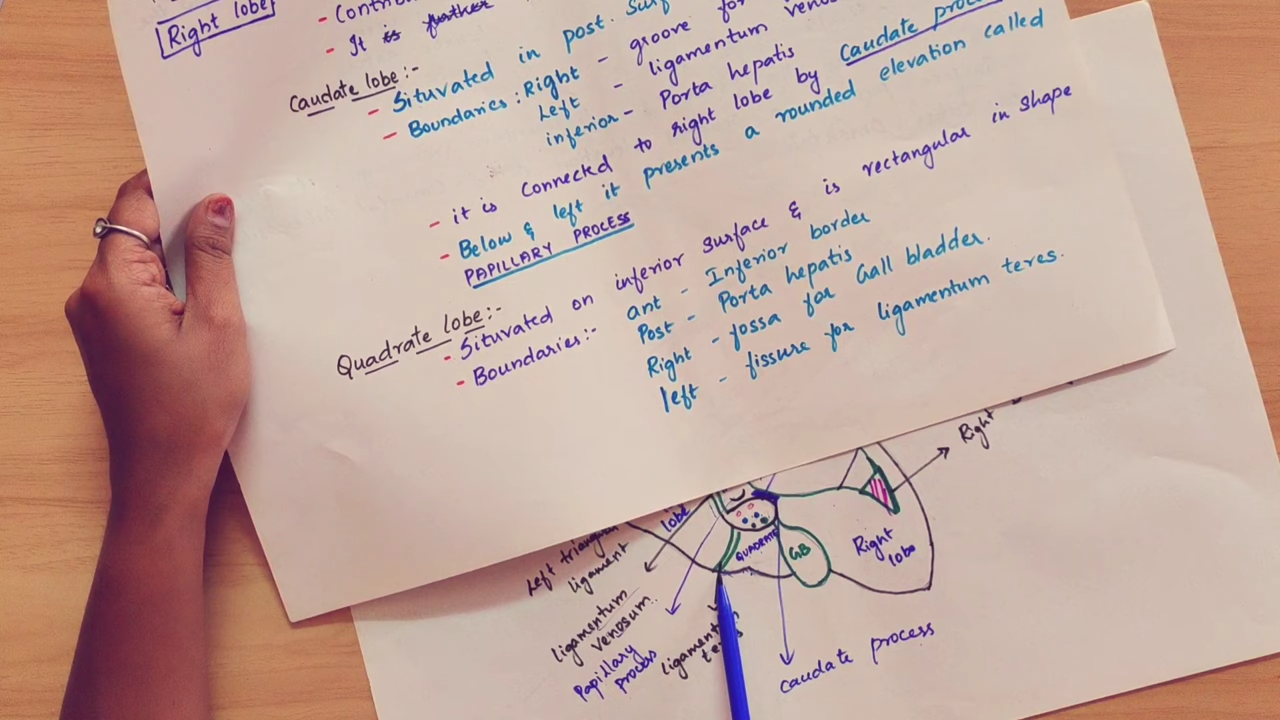 Right lobe
- It is further
Caudate lobe:-
- Situvated in post. surf
- Boundaries: Right - groove for
Left - ligamentum venos
inferior - Porta hepatis
- it is connected to right lobe by Caudate proc
- Below & left it presents a rounded elevation called
PAPILLARY PROCESS
Quadrate lobe:-
- Situvated on inferior surface & is rectangular in shape
- Boundaries:- ant - Inferior border
Post - Porta hepatis
Right - fossa for Gall bladder.
left - fissure for ligamentum teres.
Right
lobe
QUADRATE
GB
Right
lobe
Left triangular
ligament
ligamentum
venosum.
Papillary
process
ligamentum
teres
caudate process